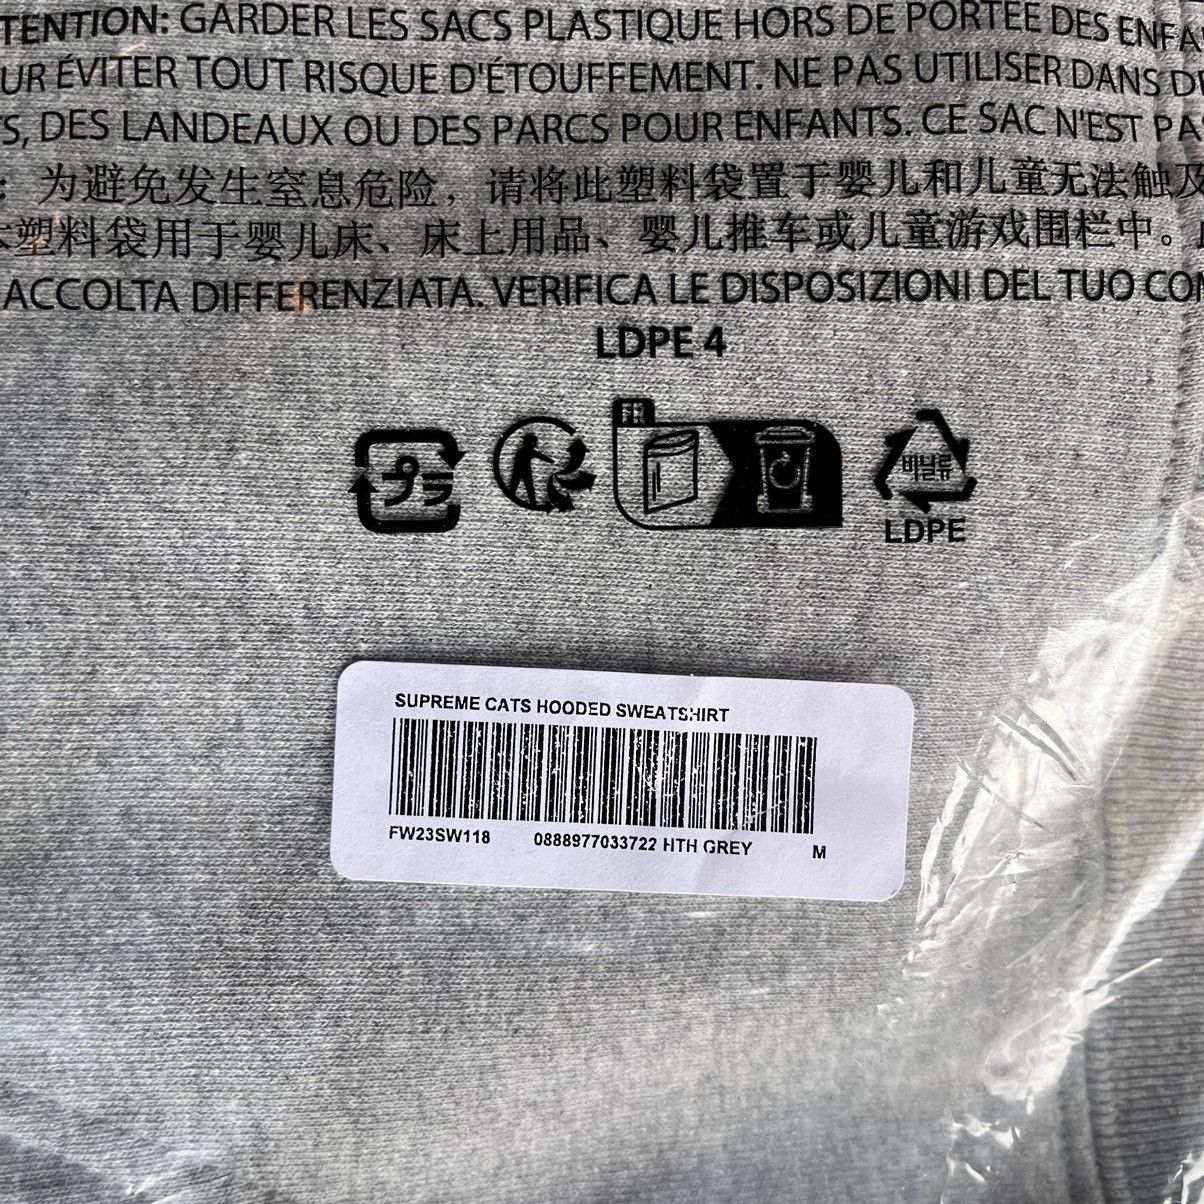 TENTION: GARDER LES SACS PLASTIQUE HORS DE PORTÉE DES ENFA
UR ÉVITER TOUT RISQUE D'ÉTOUFFEMENT. NE PAS UTILISER DANS D
S, DES LANDEAUX OU DES PARCS POUR ENFANTS. CE SAC N'EST PA
：为避免发生窒息危险，请将此塑料袋置于婴儿和儿童无法触及
本塑料袋用于婴儿床、床上用品、婴儿推车或儿童游戏围栏中。
ACCOLTA DIFFERENZIATA. VERIFICA LE DISPOSIZIONI DEL TUO COM
LDPE 4
FR
プラ
비닐류
LDPE
SUPREME CATS HOODED SWEATSHIRT
FW23SW118 0888977033722 HTH GREY M